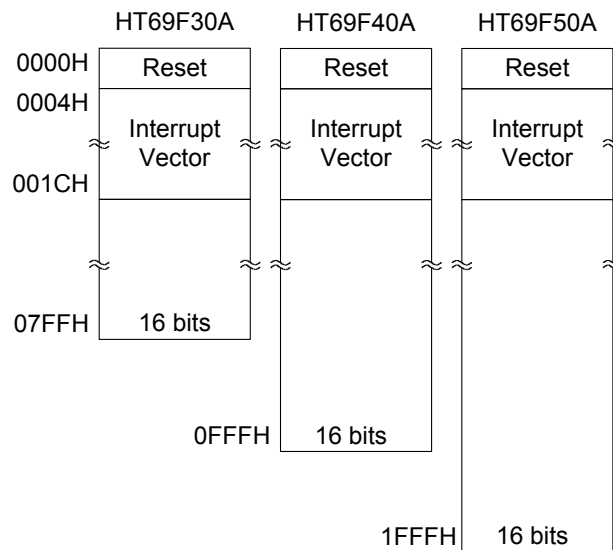 HT69F30A HT69F40A HT69F50A
0000H Reset Reset Reset
0004H
Interrupt Interrupt Interrupt
Vector Vector Vector
001CH
07FFH 16 bits
0FFFH 16 bits
1FFFH 16 bits